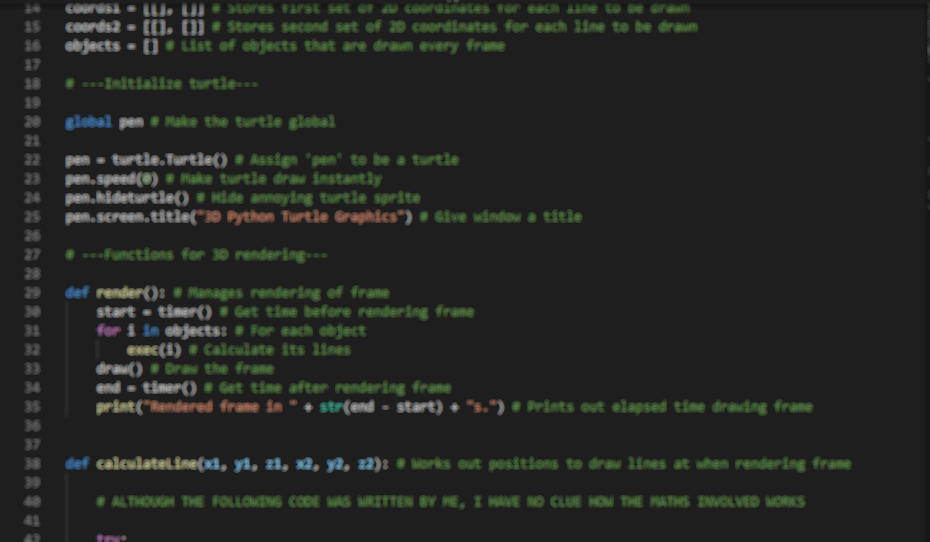 14 coords1 = [[], []] # Stores first set of 2D coordinates for each line to be drawn
15 coords2 = [[], []] # Stores second set of 2D coordinates for each line to be drawn
16 objects = [] # List of objects that are drawn every frame
17
18 # ---Initialize turtle---
19
20 global pen # Make the turtle global
21
22 pen = turtle.Turtle() # Assign 'pen' to be a turtle
23 pen.speed(0) # Make turtle draw instantly
24 pen.hideturtle() # Hide annoying turtle sprite
25 pen.screen.title("3D Python Turtle Graphics") # Give window a title
26
27 # ---Functions for 3D rendering---
28
29 def render(): # Manages rendering of frame
30 start = timer() # Get time before rendering frame
31 for i in objects: # For each object
32 exec(i) # Calculate its lines
33 draw() # Draw the frame
34 end = timer() # Get time after rendering frame
35 print("Rendered frame in " + str(end - start) + "s.") # Prints out elapsed time drawing frame
36
37
38 def calculateLine(x1, y1, z1, x2, y2, z2): # Works out positions to draw lines at when rendering frame
39
40 # ALTHOUGH THE FOLLOWING CODE WAS WRITTEN BY ME, I HAVE NO CLUE HOW THE MATHS INVOLVED WORKS
41
42 try: